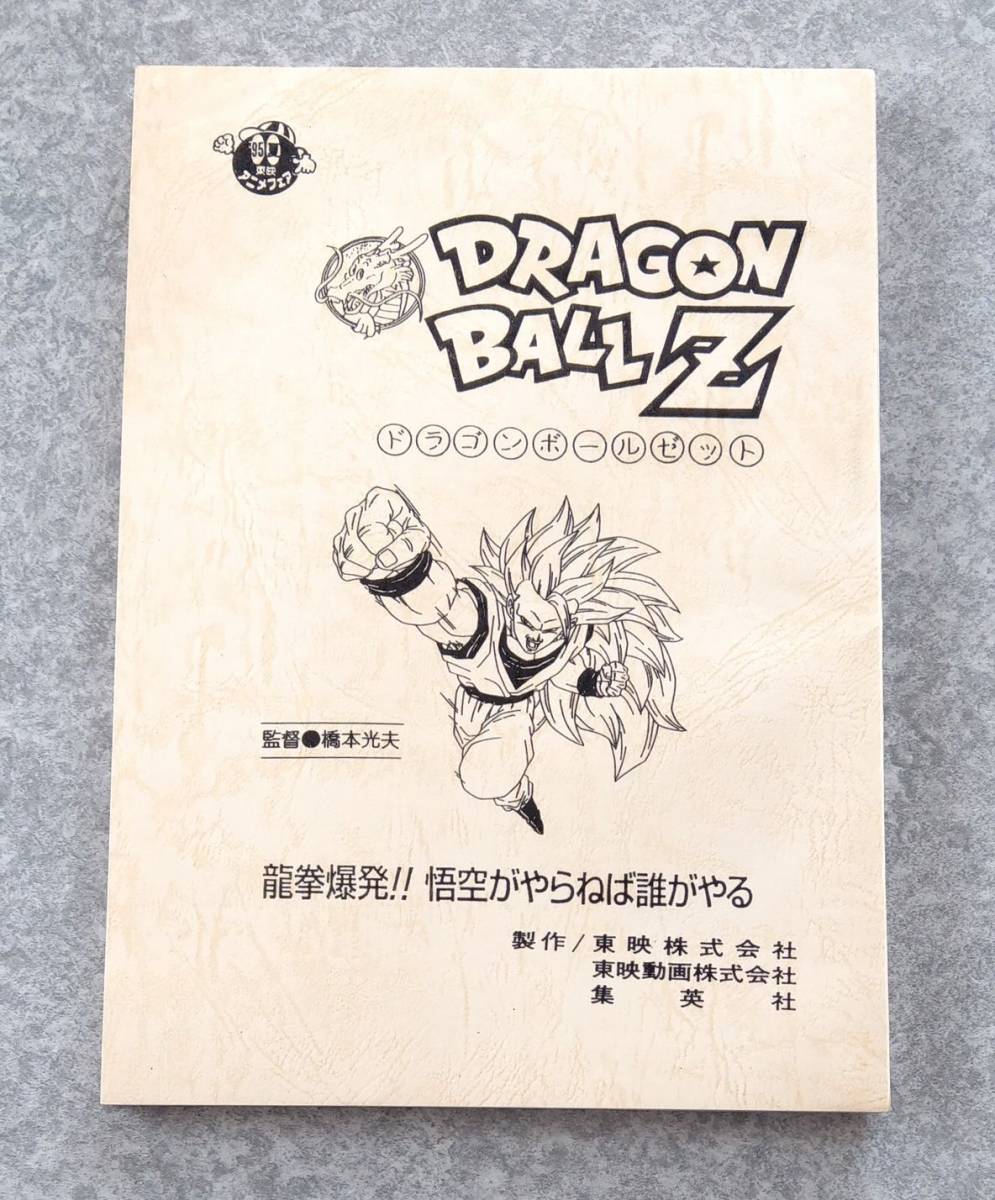 95 夏
東映
アニメフェア
DRAGON
BALL Z
ドラゴンボールゼット
監督●橋本光夫
龍拳爆発!! 悟空がやらねば誰がやる
製作/東映株式会社
東映動画株式会社
集英社